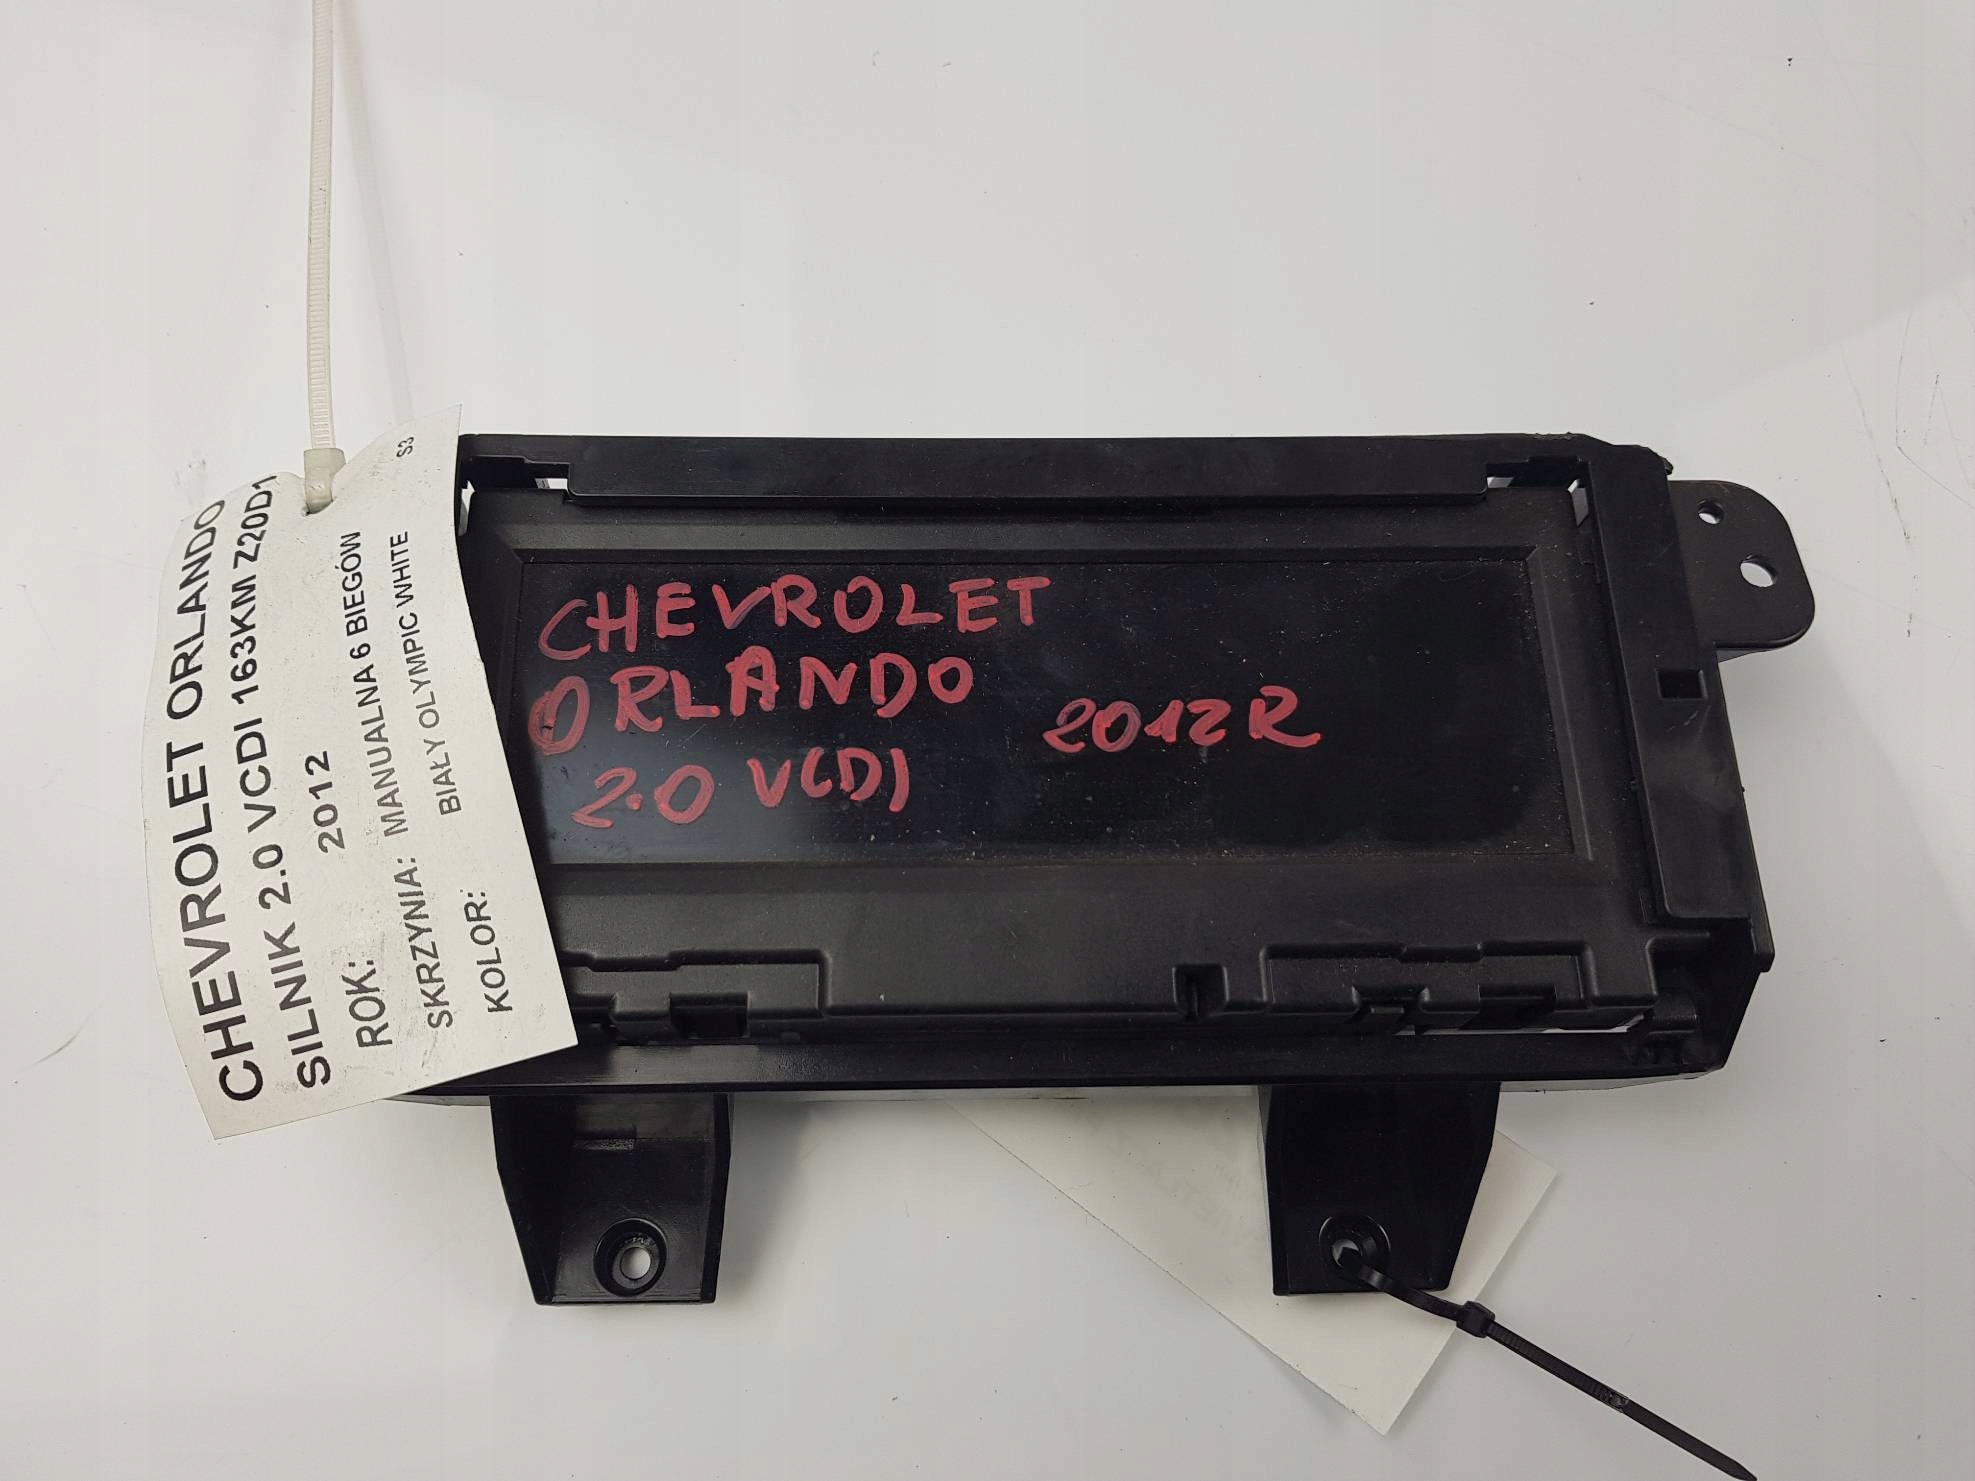 CHEVROLET ORLANDO
SILNIK 2.0 VCDI 163KM Z20D1
ROK: 2012
SKRZYNIA: MANUALNA 6 BIEGÓW
KOLOR: BIAŁY OLYMPIC WHITE
S3
CHEVROLET
ORLANDO
2.0 VCDI
2012R